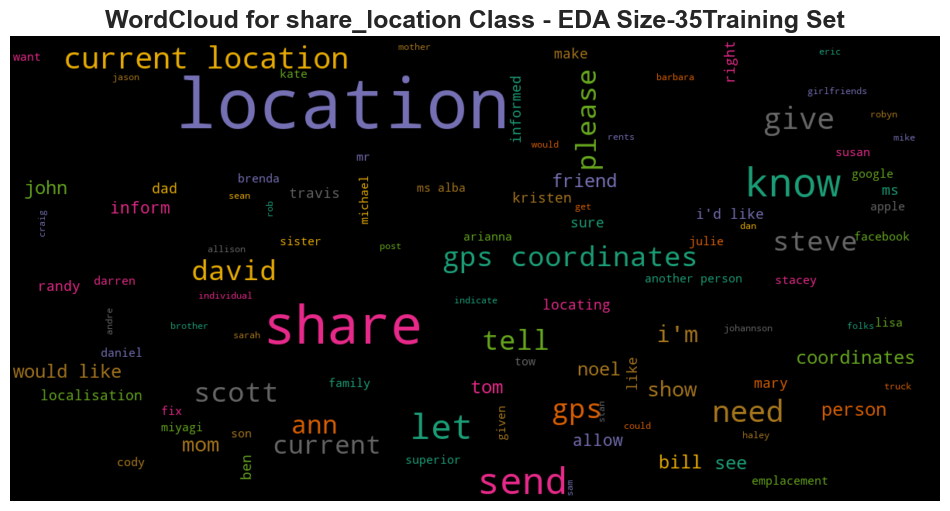 WordCloud for share_location Class - EDA Size-35Training Set
want
current location
mother
make
right
eric
jason
kate
location
informed
please
barbara
girlfriends
give
robyn
would
rents
mike
mr
susan
john
dad
brenda
sean
travis
michael
ms alba
friend
kristen
know
google
ms
inform
rob
get
sure
i'd like
apple
craig
dan
allison
sister
post
arianna
gps coordinates
julie
steve
facebook
randy
darren
david
another person
stacey
individual
indicate
locating
andre
brother
share
sarah
tell
i'm
johannson
folks
lisa
daniel
tow
coordinates
would like
localisation
scott
family
tom
noel
like
show
mary
truck
fix
miyagi
son
ann
let
given
gps
stan
could
need
person
mom
current
allow
haley
cody
ben
superior
send
sam
bill
see
emplacement